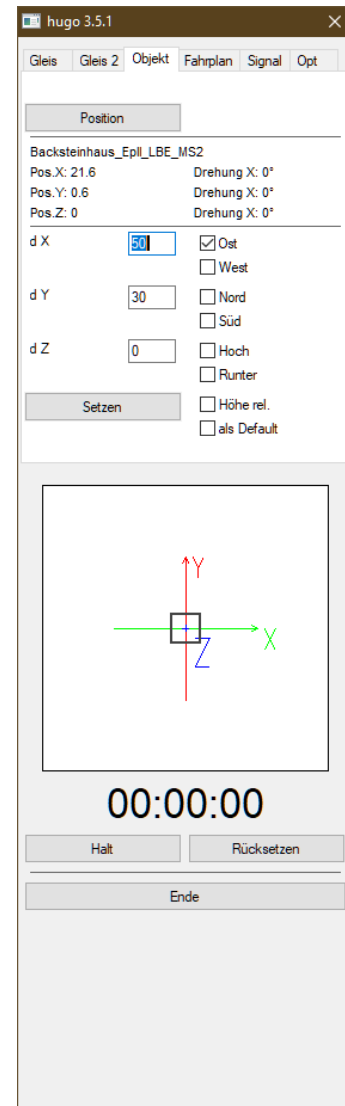 hugo 3.5.1
Gleis Gleis 2 Objekt Fahrplan Signal Opt
Position
Backsteinhaus_Epll_LBE_MS2
Pos.X: 21.6 Drehung X: 0°
Pos.Y: 0.6 Drehung X: 0°
Pos.Z: 0 Drehung X: 0°
d X 50 Ost
West
d Y 30 Nord
Süd
d Z 0 Hoch
Runter
Setzen Höhe rel.
als Default
Y
X
Z
00:00:00
Halt Rücksetzen
Ende